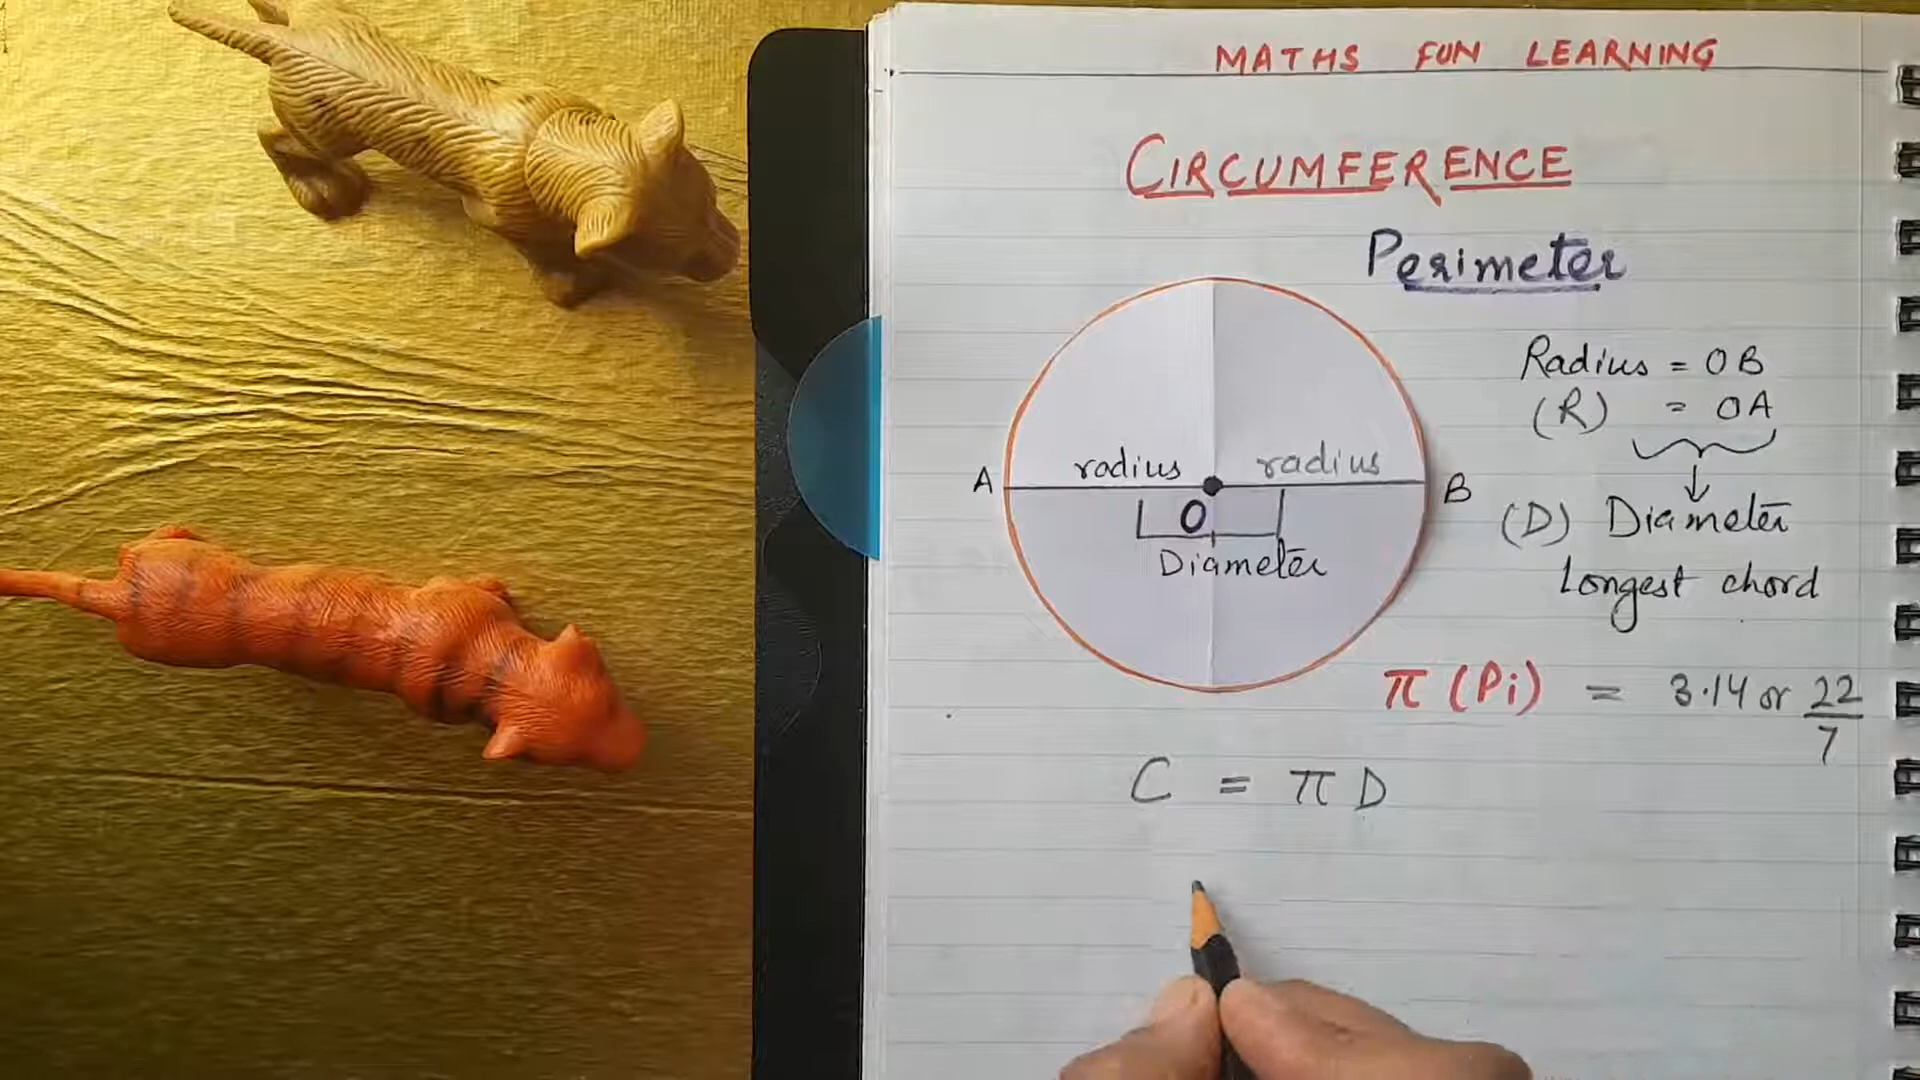 MATHS FUN LEARNING
CIRCUMFERENCE
Perimeter
Radius = OB
(R) = OA
radius radius
A B
O
Diameter
(D) Diameter
Longest chord
π (Pi) = 3.14 or 22/7
C = π D